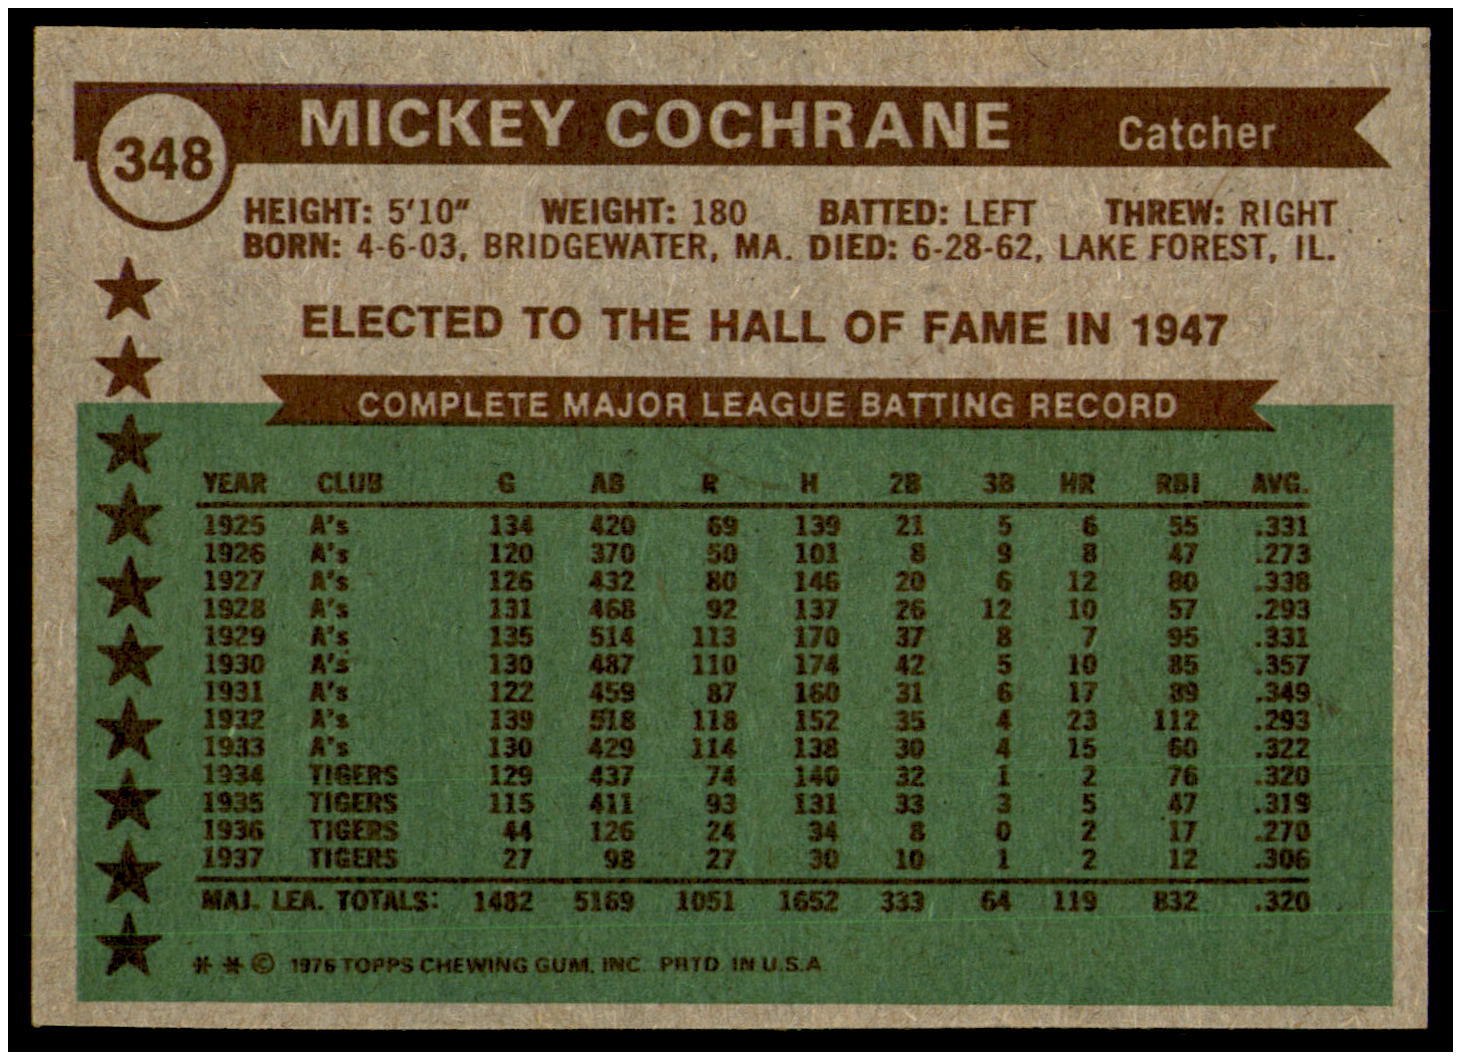 348
MICKEY COCHRANE Catcher
HEIGHT: 5'10" WEIGHT: 180 BATTED: LEFT THREW: RIGHT
BORN: 4-6-03, BRIDGEWATER, MA. DIED: 6-28-62, LAKE FOREST, IL.
ELECTED TO THE HALL OF FAME IN 1947
COMPLETE MAJOR LEAGUE BATTING RECORD
YEAR CLUB G AB R H 2B 3B HR RBI AVG.
1925 A's 134 420 69 139 21 5 6 55 .331
1926 A's 120 370 50 101 8 9 8 47 .273
1927 A's 126 432 80 146 20 6 12 80 .338
1928 A's 131 468 92 137 26 12 10 57 .293
1929 A's 135 514 113 170 37 8 7 95 .331
1930 A's 130 487 110 174 42 5 10 85 .357
1931 A's 122 459 87 160 31 6 17 89 .349
1932 A's 139 518 118 152 35 4 23 112 .293
1933 A's 130 429 114 138 30 4 15 60 .322
1934 TIGERS 129 437 74 140 32 1 2 76 .320
1935 TIGERS 115 411 93 131 33 3 5 47 .319
1936 TIGERS 44 126 24 34 8 0 2 17 .270
1937 TIGERS 27 98 27 30 10 1 2 12 .306
MAJ. LEA. TOTALS: 1482 5169 1051 1652 333 64 119 832 .320
* * © 1976 TOPPS CHEWING GUM, INC. PRTD. IN U.S.A.